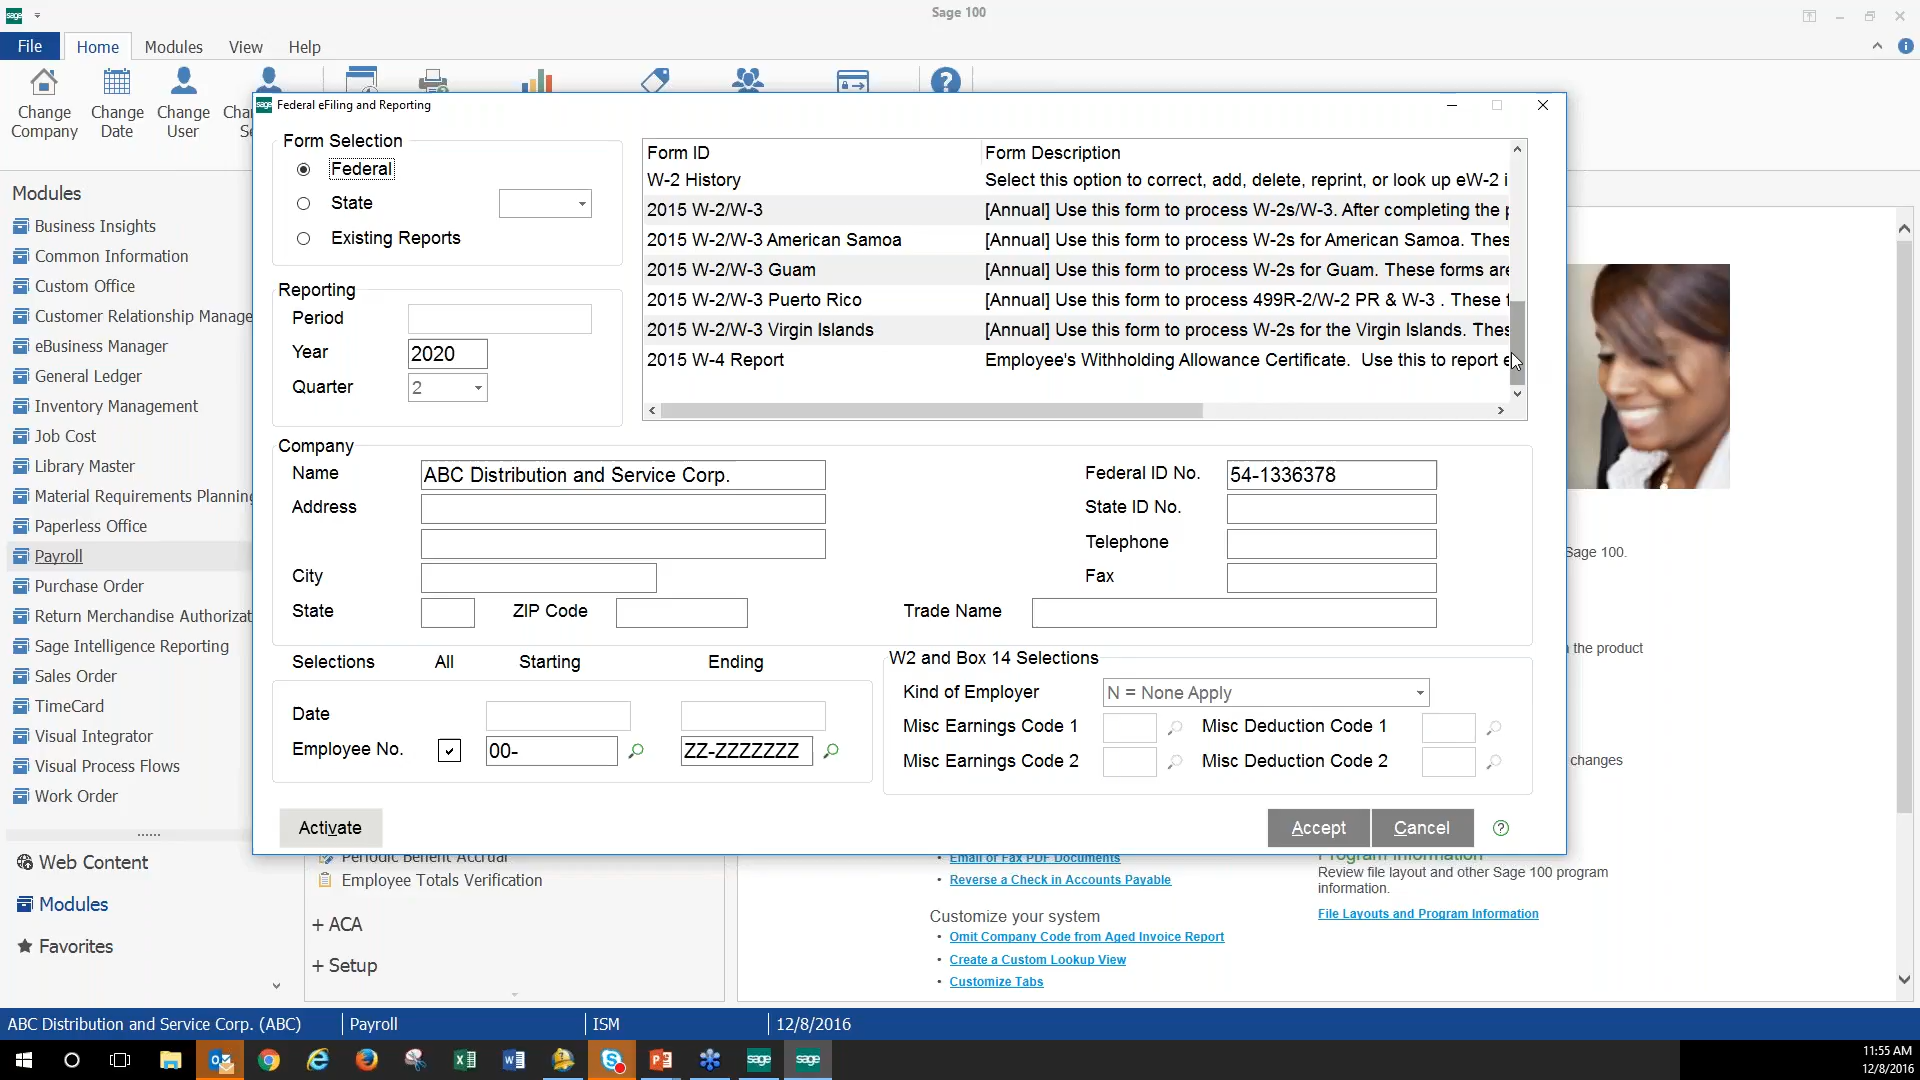 sage
Sage 100
File
Home
Modules
View
Help
Change Company
Change Date
Change User
sage Federal eFiling and Reporting
Form Selection
Federal
State
Existing Reports
Reporting
Period
Year 2020
Quarter 2
Form ID Form Description
W-2 History Select this option to correct, add, delete, reprint, or look up eW-2 i
2015 W-2/W-3 [Annual] Use this form to process W-2s/W-3. After completing the
2015 W-2/W-3 American Samoa [Annual] Use this form to process W-2s for American Samoa. Thes
2015 W-2/W-3 Guam [Annual] Use this form to process W-2s for Guam. These forms are
2015 W-2/W-3 Puerto Rico [Annual] Use this form to process 499R-2/W-2 PR & W-3 . These
2015 W-2/W-3 Virgin Islands [Annual] Use this form to process W-2s for the Virgin Islands. Thes
2015 W-4 Report Employee's Withholding Allowance Certificate. Use this to report e
Company
Name ABC Distribution and Service Corp.
Federal ID No. 54-1336378
Address
State ID No.
Telephone
City
Fax
State
ZIP Code
Trade Name
Selections All Starting Ending
Date
Employee No. 00- ZZ-ZZZZZZZ
W2 and Box 14 Selections
Kind of Employer N = None Apply
Misc Earnings Code 1 Misc Deduction Code 1
Misc Earnings Code 2 Misc Deduction Code 2
Activate
Accept
Cancel
Modules
Business Insights
Common Information
Custom Office
Customer Relationship Manage
eBusiness Manager
General Ledger
Inventory Management
Job Cost
Library Master
Material Requirements Planning
Paperless Office
Payroll
Purchase Order
Return Merchandise Authorizat
Sage Intelligence Reporting
Sales Order
TimeCard
Visual Integrator
Visual Process Flows
Work Order
Web Content
Modules
Favorites
Periodic Benefit Accrual
Employee Totals Verification
+ ACA
+ Setup
Sage 100.
the product
changes
Email or Fax PDF Documents
Reverse a Check in Accounts Payable
Customize your system
Omit Company Code from Aged Invoice Report
Create a Custom Lookup View
Customize Tabs
Program Information
Review file layout and other Sage 100 program
information.
File Layouts and Program Information
ABC Distribution and Service Corp. (ABC)
Payroll
ISM
12/8/2016
sage
sage
11:55 AM
12/8/2016